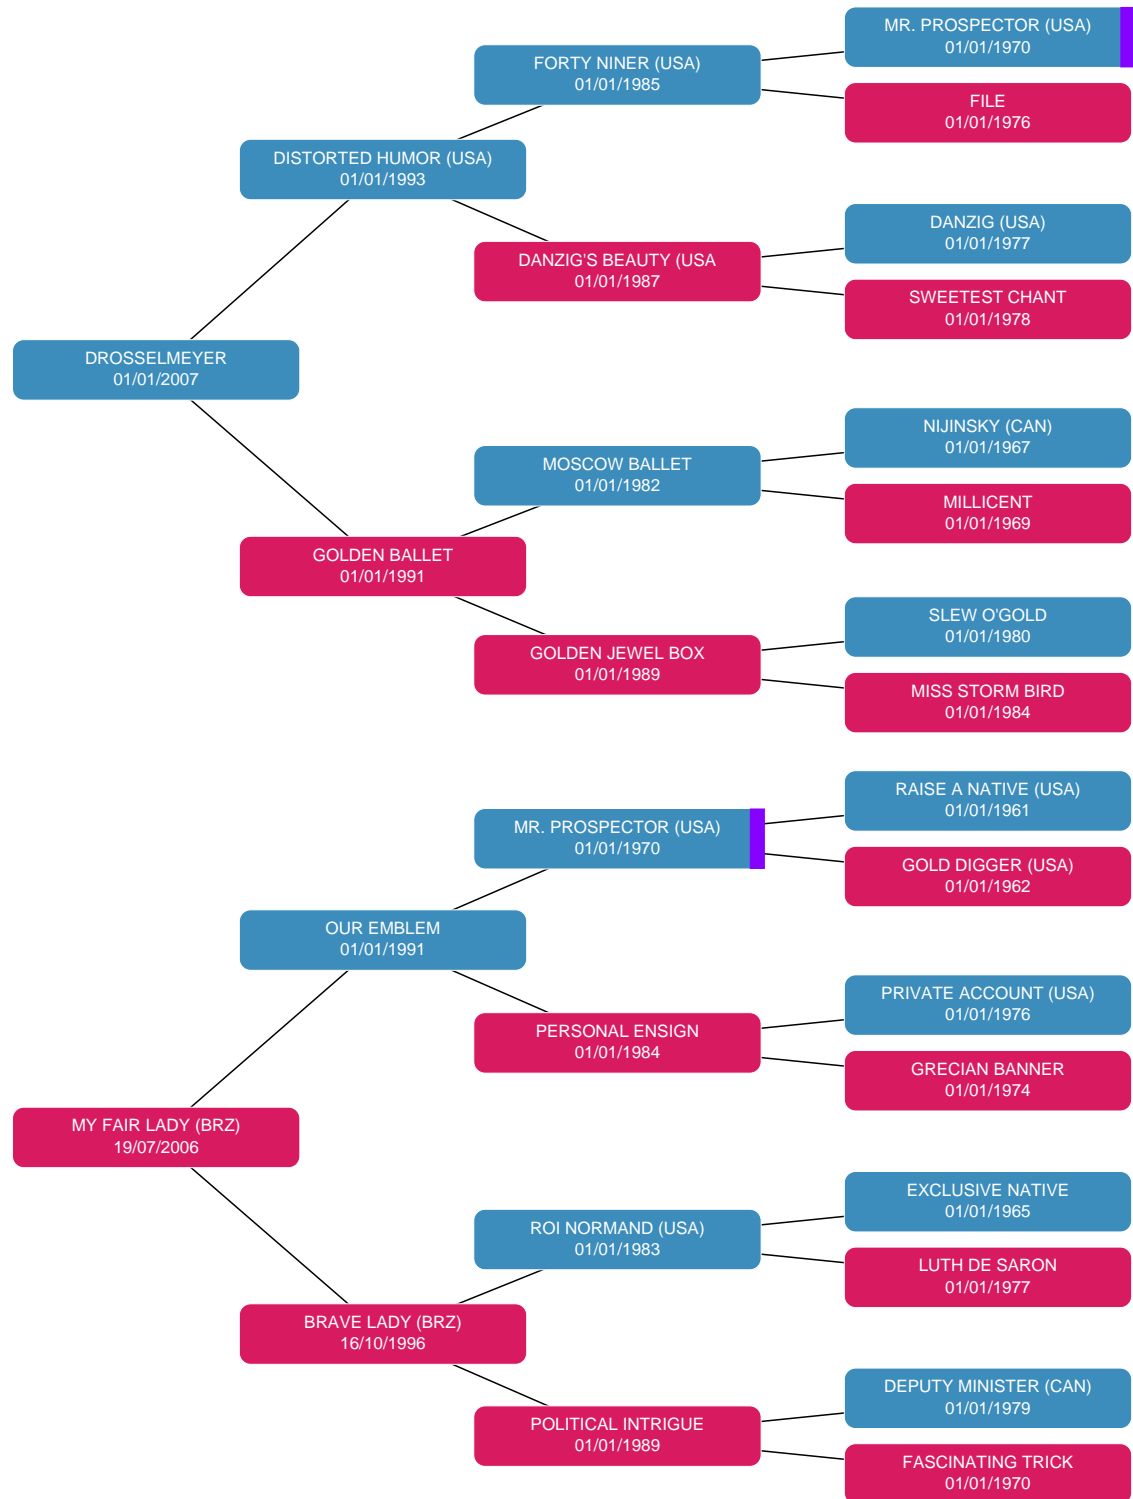 MR. PROSPECTOR (USA)
01/01/1970
FORTY NINER (USA)
01/01/1985
FILE
01/01/1976
DISTORTED HUMOR (USA)
01/01/1993
DANZIG (USA)
01/01/1977
DANZIG'S BEAUTY (USA
01/01/1987
SWEETEST CHANT
01/01/1978
DROSSELMEYER
01/01/2007
NIJINSKY (CAN)
01/01/1967
MOSCOW BALLET
01/01/1982
MILLICENT
01/01/1969
GOLDEN BALLET
01/01/1991
SLEW O'GOLD
01/01/1980
GOLDEN JEWEL BOX
01/01/1989
MISS STORM BIRD
01/01/1984
RAISE A NATIVE (USA)
01/01/1961
MR. PROSPECTOR (USA)
01/01/1970
GOLD DIGGER (USA)
01/01/1962
OUR EMBLEM
01/01/1991
PRIVATE ACCOUNT (USA)
01/01/1976
PERSONAL ENSIGN
01/01/1984
GRECIAN BANNER
01/01/1974
MY FAIR LADY (BRZ)
19/07/2006
EXCLUSIVE NATIVE
01/01/1965
ROI NORMAND (USA)
01/01/1983
LUTH DE SARON
01/01/1977
BRAVE LADY (BRZ)
16/10/1996
DEPUTY MINISTER (CAN)
01/01/1979
POLITICAL INTRIGUE
01/01/1989
FASCINATING TRICK
01/01/1970